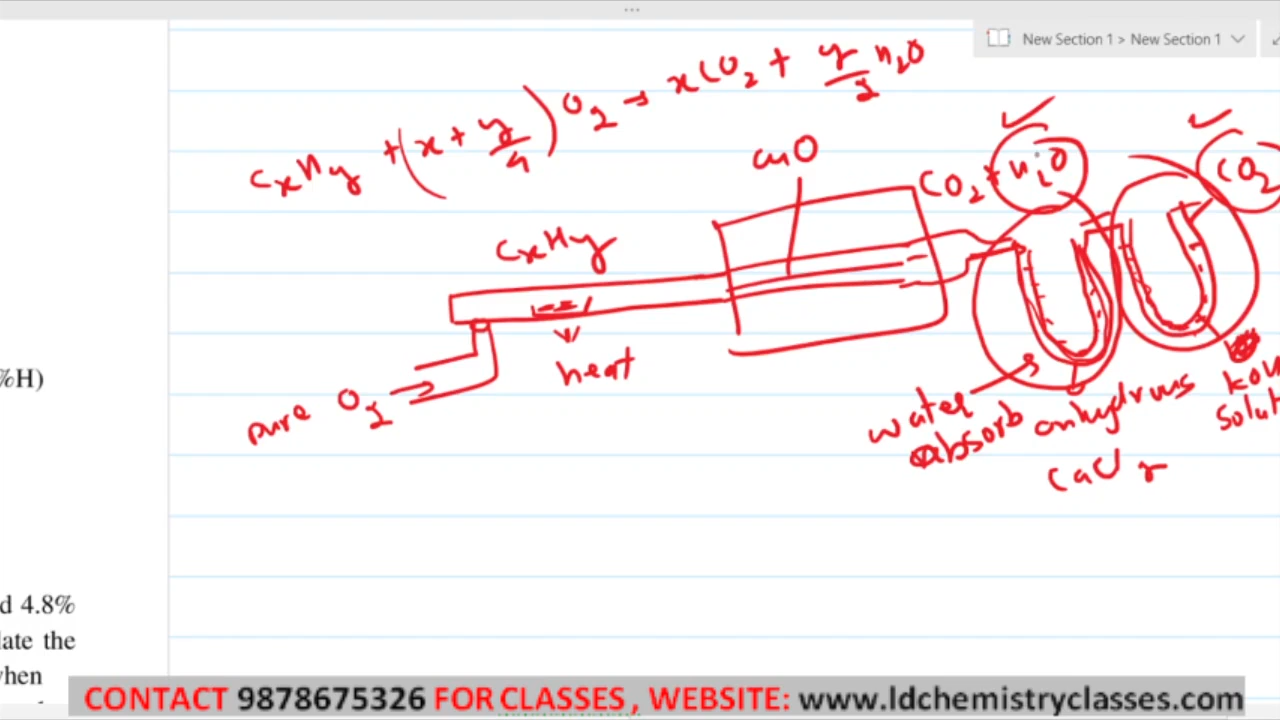 New Section 1 > New Section 1
CxHy + (x + y/4) O2 → xCO2 + y/2 H2O
CuO
CO2 + H2O
CO2
CxHy
heat
pure O2
water
absorb
anhydrous
CaCl2
KOH
Solut
%H)
d 4.8%
late the
when
CONTACT 9878675326 FOR CLASSES , WEBSITE: www.ldchemistryclasses.com